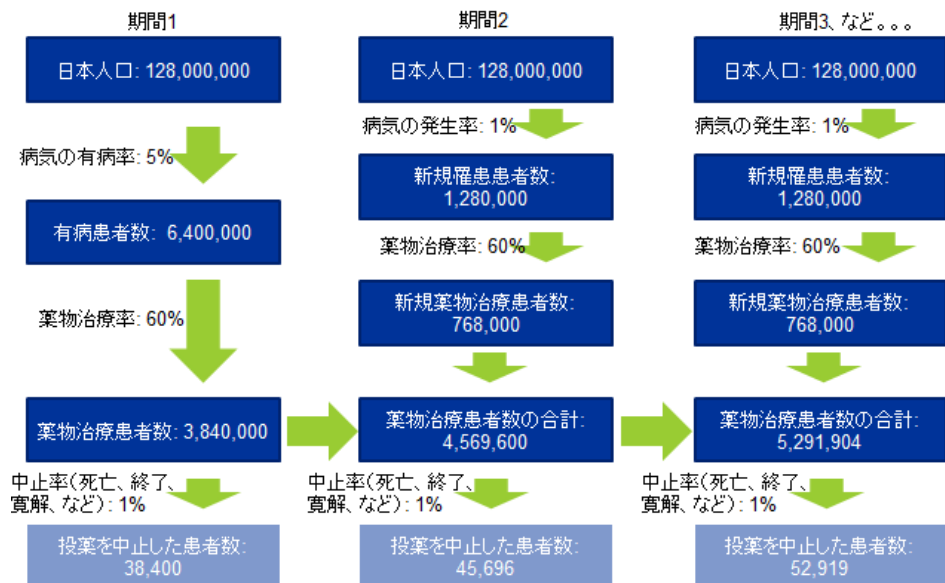 期間1
日本人口: 128,000,000
病気の有病率: 5%
有病患者数: 6,400,000
薬物治療率: 60%
薬物治療患者数: 3,840,000
中止率(死亡、終了、
寛解、など): 1%
投薬を中止した患者数:
38,400
期間2
日本人口: 128,000,000
病気の発生率: 1%
新規罹患患者数:
1,280,000
薬物治療率: 60%
新規薬物治療患者数:
768,000
薬物治療患者数の合計:
4,569,600
中止率(死亡、終了、
寛解、など): 1%
投薬を中止した患者数:
45,696
期間3、など。。。
日本人口: 128,000,000
病気の発生率: 1%
新規罹患患者数:
1,280,000
薬物治療率: 60%
新規薬物治療患者数:
768,000
薬物治療患者数の合計:
5,291,904
中止率(死亡、終了、
寛解、など): 1%
投薬を中止した患者数:
52,919